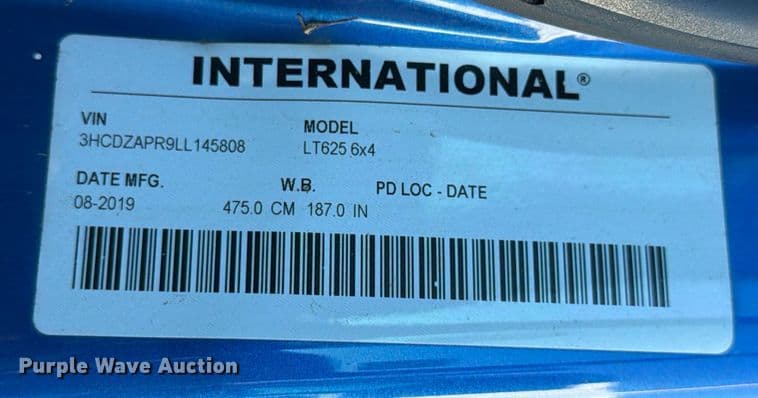 INTERNATIONAL®
VIN
3HCDZAPR9LL145808
MODEL
LT625 6x4
DATE MFG.
08-2019
W.B.
475.0 CM 187.0 IN
PD LOC - DATE
Purple Wave Auction